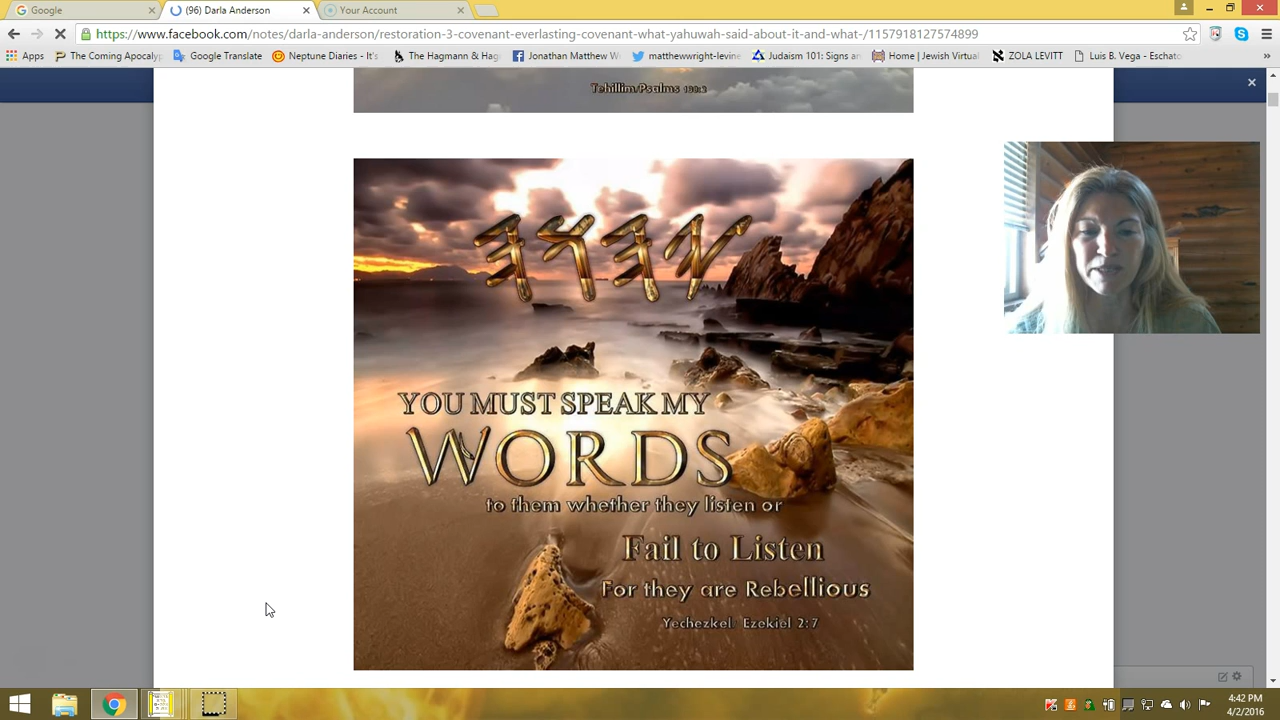 Google
(96) Darla Anderson
Your Account
https://www.facebook.com/notes/darla-anderson/restoration-3-covenant-everlasting-covenant-what-yahuwah-said-about-it-and-what-/1157918127574899
Apps
The Coming Apocalyp
Google Translate
Neptune Diaries - It's
The Hagmann & Hag
Jonathan Matthew W
matthewwright-levine
Judaism 101: Signs an
Home | Jewish Virtual
ZOLA LEVITT
Luis B. Vega - Eschato
Tehillim/Psalms
𐤉𐤄𐤅𐤄
YOU MUST SPEAK MY
WORDS
to them whether they listen or
Fail to Listen
For they are Rebellious
Yechezkel/ Ezekiel 2:7
4:42 PM
4/2/2016